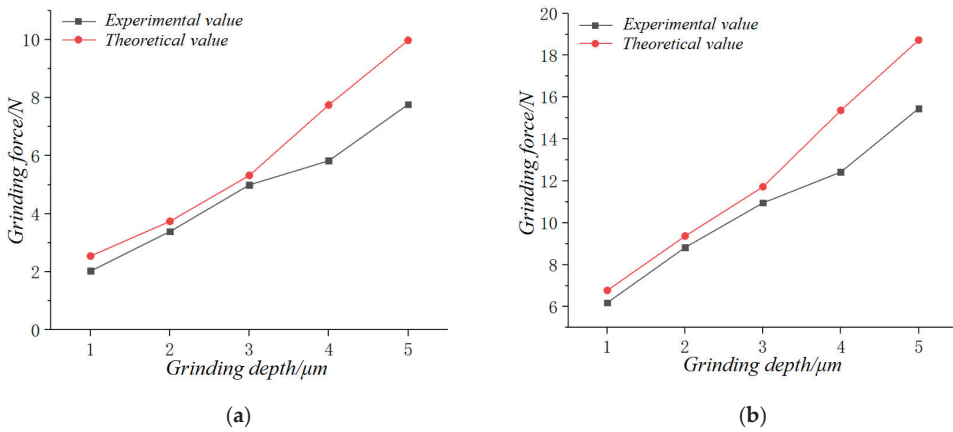 Experimental value
Theoretical value
Grinding force/N
10
8
6
4
2
0
1 2 3 4 5
Grinding depth/μm
(a)
Experimental value
Theoretical value
Grinding force/N
20
18
16
14
12
10
8
6
1 2 3 4 5
Grinding depth/μm
(b)